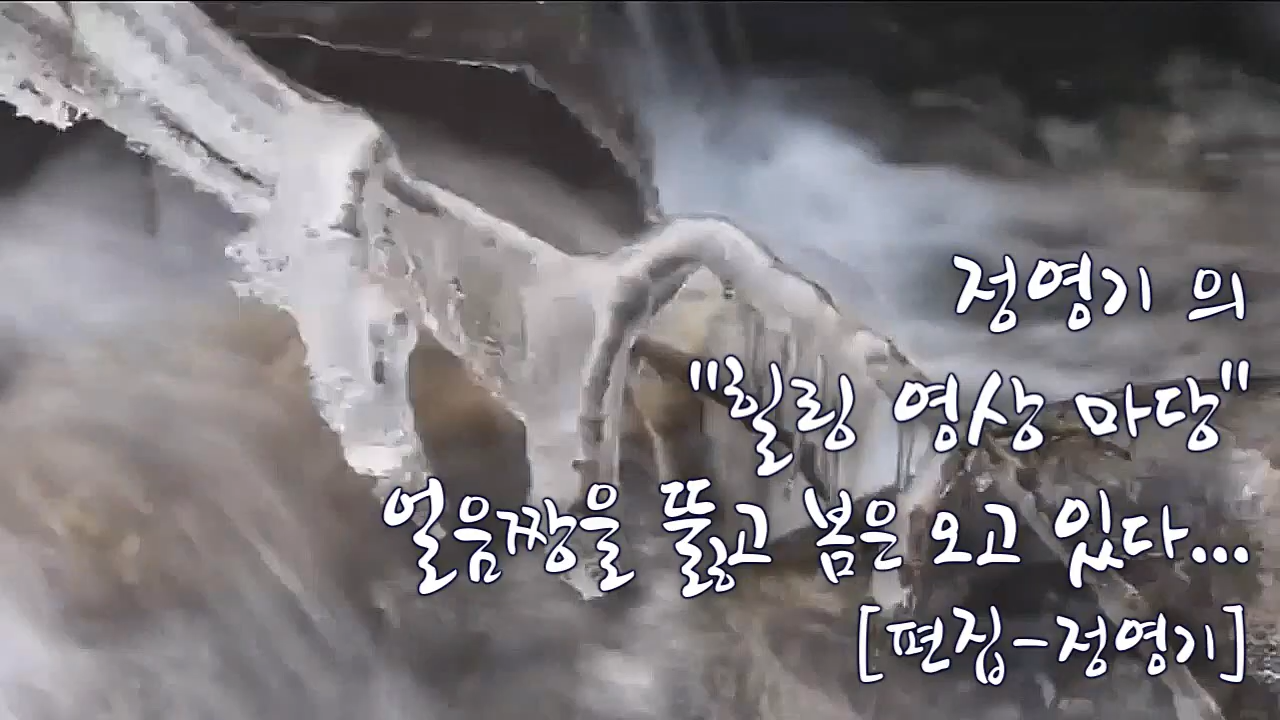 정영기 의
"힐링 영상 마당"
얼음짱을 뚫고 봄은 오고 있다...
[편집-정영기]